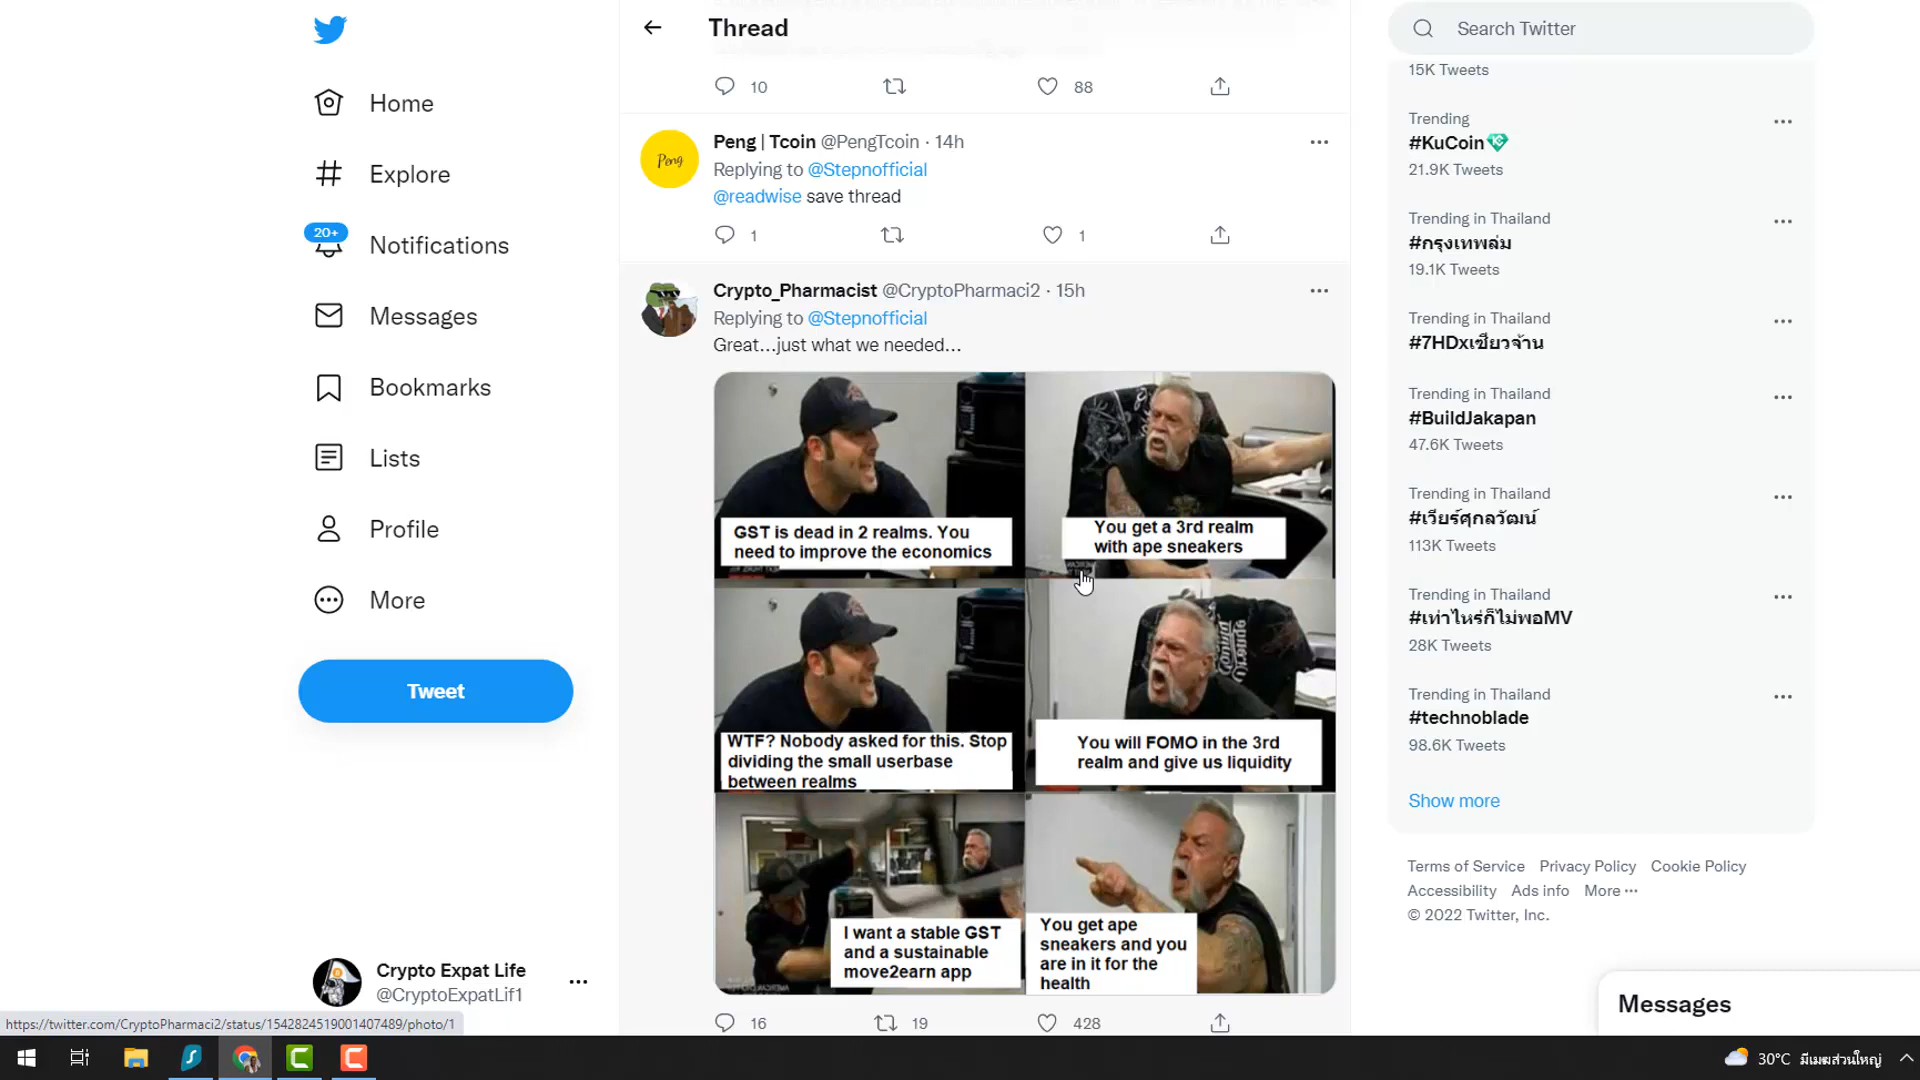 Thread
10
88
Peng | Tcoin @PengTcoin · 14h
Replying to @Stepnofficial
@readwise save thread
1
1
Peng
Crypto_Pharmacist @CryptoPharmaci2 · 15h
Replying to @Stepnofficial
Great...just what we needed...
GST is dead in 2 realms. You
need to improve the economics
You get a 3rd realm
with ape sneakers
WTF? Nobody asked for this. Stop
dividing the small userbase
between realms
You will FOMO in the 3rd
realm and give us liquidity
I want a stable GST
and a sustainable
move2earn app
You get ape
sneakers and you
are in it for the
health
16
19
428
Home
Explore
20+
Notifications
Messages
Bookmarks
Lists
Profile
More
Tweet
Crypto Expat Life
@CryptoExpatLif1
https://twitter.com/CryptoPharmaci2/status/1542824519001407489/photo/1
Search Twitter
15K Tweets
Trending
#KuCoin
21.9K Tweets
Trending in Thailand
#กรุงเทพล่ม
19.1K Tweets
Trending in Thailand
#7HDxเชี่ยวจ้าน
Trending in Thailand
#BuildJakapan
47.6K Tweets
Trending in Thailand
#เวียร์ศุกลวัฒน์
113K Tweets
Trending in Thailand
#เท่าไหร่ก็ไม่พอMV
28K Tweets
Trending in Thailand
#technoblade
98.6K Tweets
Show more
Terms of Service Privacy Policy Cookie Policy
Accessibility Ads info More ···
© 2022 Twitter, Inc.
Messages
30°C มีเมฆส่วนใหญ่